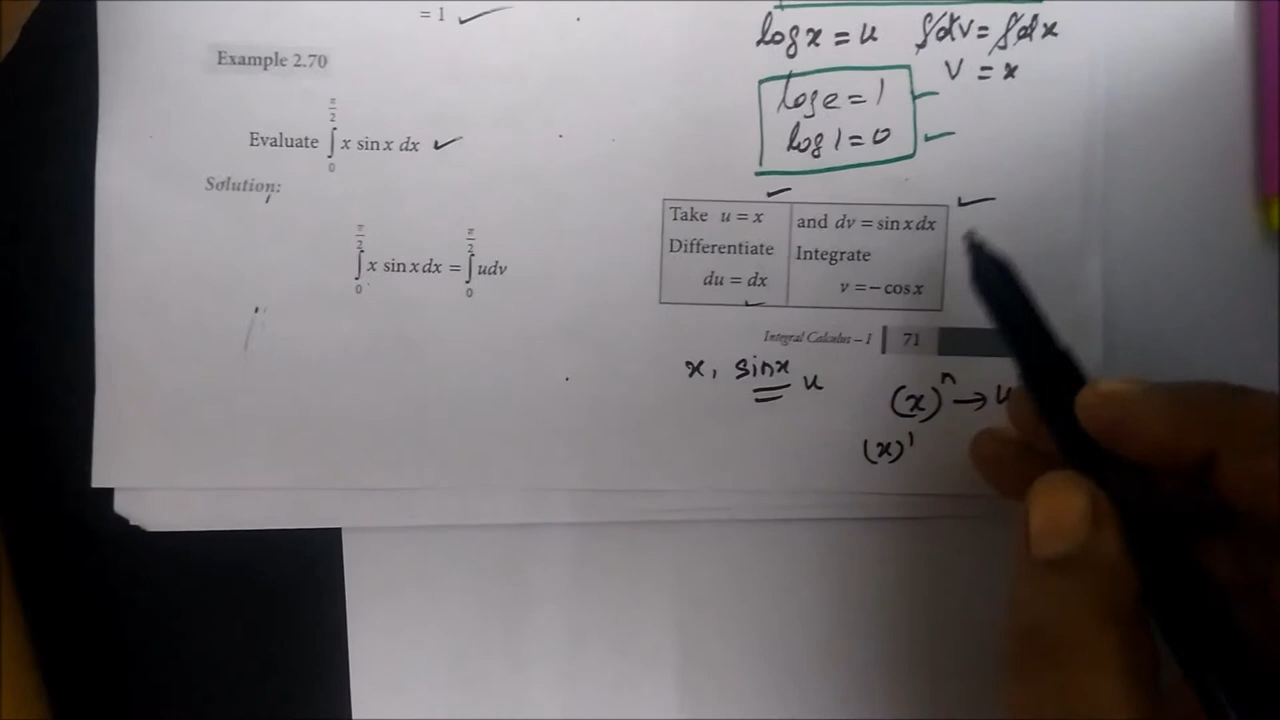 = 1
log x = u ∫dv = ∫dx
v = x
Example 2.70
log e = 1
log 1 = 0
Evaluate ∫₀^{π/2} x sin x dx
Solution:
∫₀^{π/2} x sin x dx = ∫₀^{π/2} udv
Take u = x and dv = sin x dx
Differentiate Integrate
du = dx v = − cos x
Integral Calculus – I 71
x, sinx u
(x)ⁿ → u
(x)¹